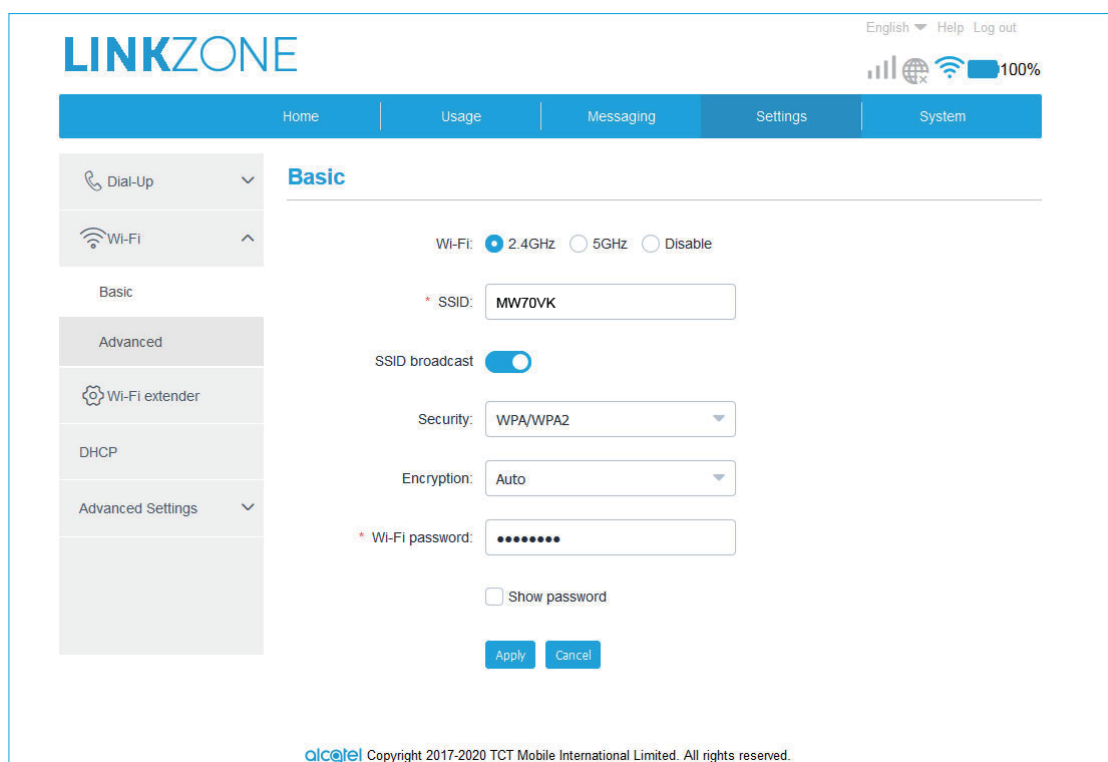 English Help Log out
LINKZONE
100%
Home Usage Messaging Settings System
Dial-Up
Wi-Fi
Basic
Advanced
Wi-Fi extender
DHCP
Advanced Settings
Basic
Wi-Fi: 2.4GHz 5GHz Disable
* SSID: MW70VK
SSID broadcast
Security: WPA/WPA2
Encryption: Auto
* Wi-Fi password: ••••••••
Show password
Apply Cancel
alcatel Copyright 2017-2020 TCT Mobile International Limited. All rights reserved.